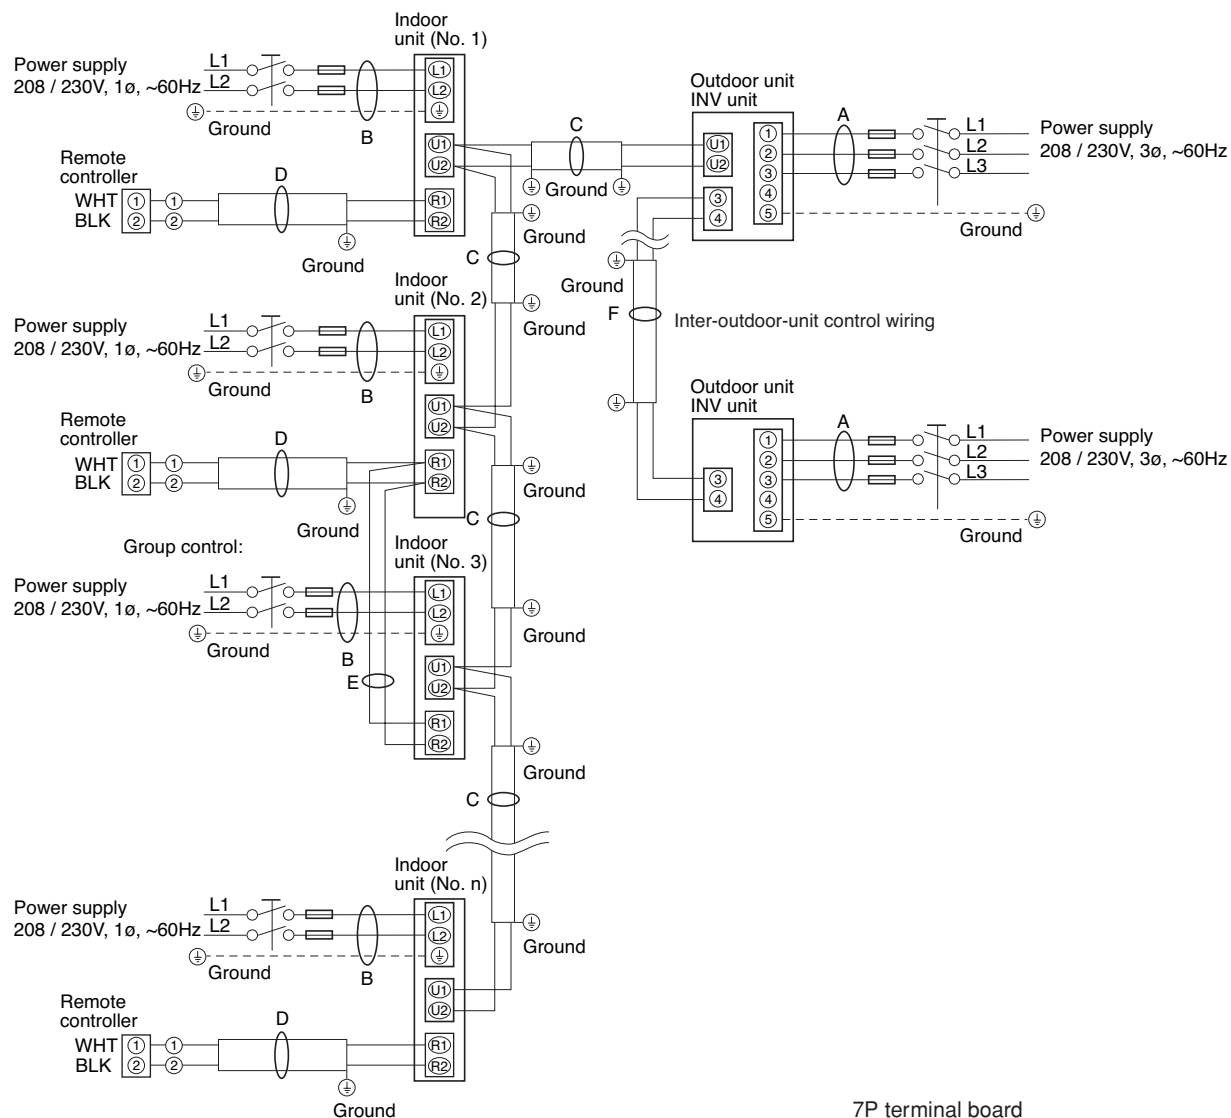 Indoor
unit (No. 1)
Power supply
208 / 230V, 1ø, ~60Hz
L1
L2
Ground
B
L1
L2
U1
U2
R1
R2
Remote
controller
WHT 1 1
BLK 2 2
D
Ground
C
Ground
Outdoor unit
INV unit
U1
U2
3
4
1
2
3
4
5
A
L1
L2
L3
Power supply
208 / 230V, 3ø, ~60Hz
Ground
Ground
C
Ground
Ground
F
Inter-outdoor-unit control wiring
Indoor
unit (No. 2)
Power supply
208 / 230V, 1ø, ~60Hz
L1
L2
Ground
B
L1
L2
U1
U2
R1
R2
Remote
controller
WHT 1 1
BLK 2 2
D
Ground
Ground
C
Ground
Outdoor unit
INV unit
3
4
1
2
3
4
5
A
L1
L2
L3
Power supply
208 / 230V, 3ø, ~60Hz
Ground
Group control:
Indoor
unit (No. 3)
Power supply
208 / 230V, 1ø, ~60Hz
L1
L2
Ground
B
E
L1
L2
U1
U2
R1
R2
Ground
C
Indoor
unit (No. n)
Power supply
208 / 230V, 1ø, ~60Hz
L1
L2
Ground
B
L1
L2
U1
U2
R1
R2
Ground
Remote
controller
WHT 1 1
BLK 2 2
D
Ground
7P terminal board